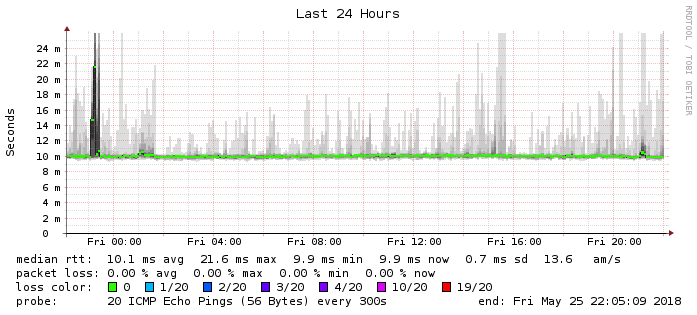 Last 24 Hours
RRDTOOL / TOBI OETIKER
Seconds
24 m
22 m
20 m
18 m
16 m
14 m
12 m
10 m
8 m
6 m
4 m
2 m
0
Fri 00:00 Fri 04:00 Fri 08:00 Fri 12:00 Fri 16:00 Fri 20:00
median rtt: 10.1 ms avg 21.6 ms max 9.9 ms min 9.9 ms now 0.7 ms sd 13.6 am/s
packet loss: 0.00 % avg 0.00 % max 0.00 % min 0.00 % now
loss color: 0 1/20 2/20 3/20 4/20 10/20 19/20
probe: 20 ICMP Echo Pings (56 Bytes) every 300s end: Fri May 25 22:05:09 2018